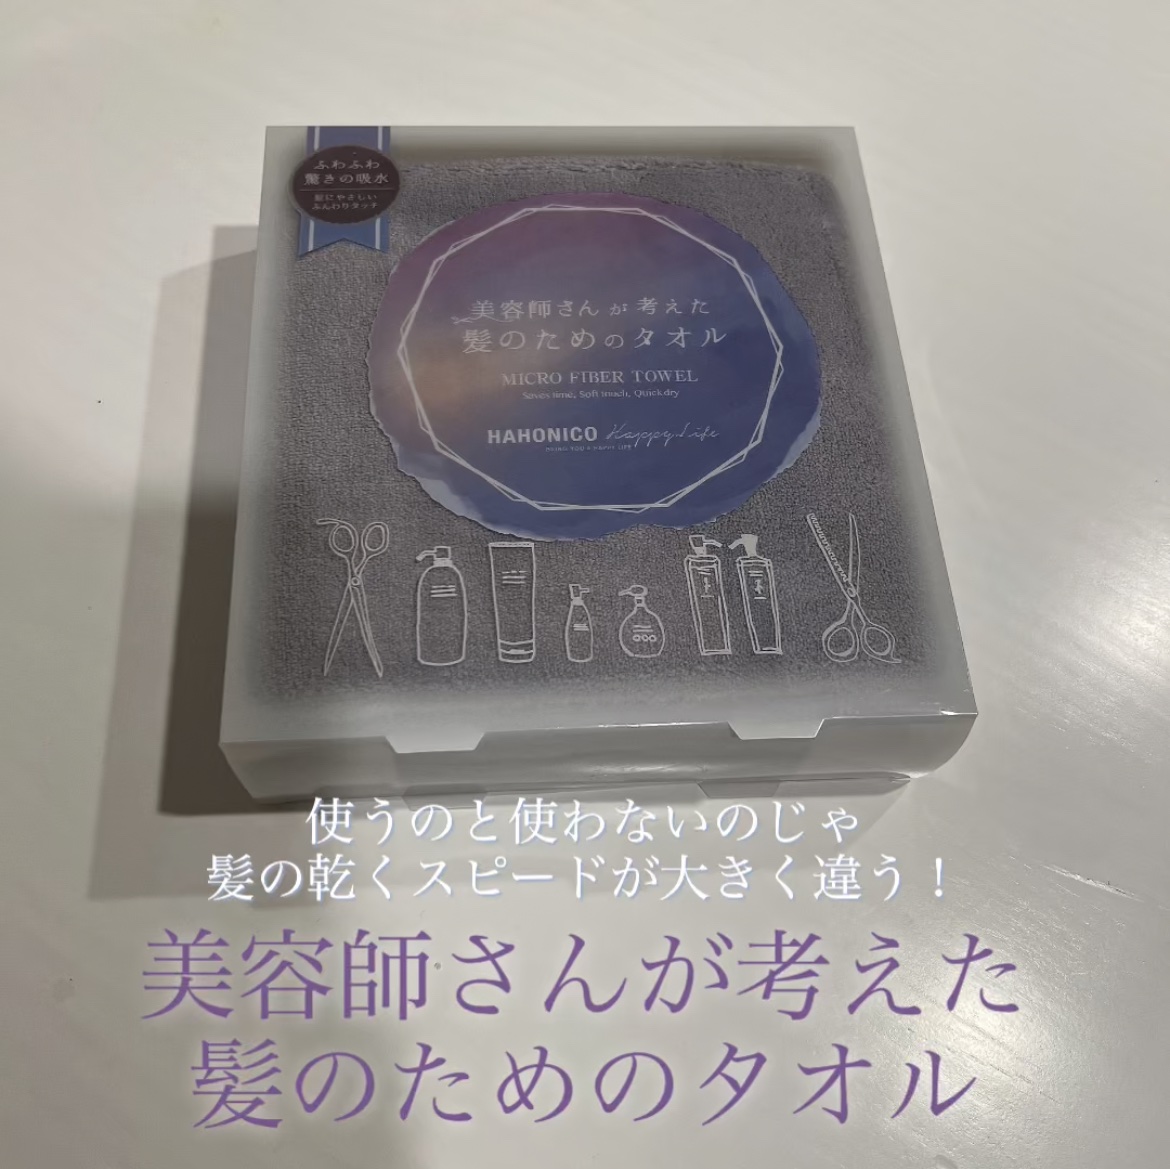 ふわふわ
驚きの吸水
髪にやさしい
ふんわりタッチ
美容師さんが考えた
髪のためのタオル
MICRO FIBER TOWEL
Saves time, Soft touch, Quick dry
HAHONICO Happy Life
使うのと使わないのじゃ
髪の乾くスピードが大きく違う！
美容師さんが考えた
髪のためのタオル